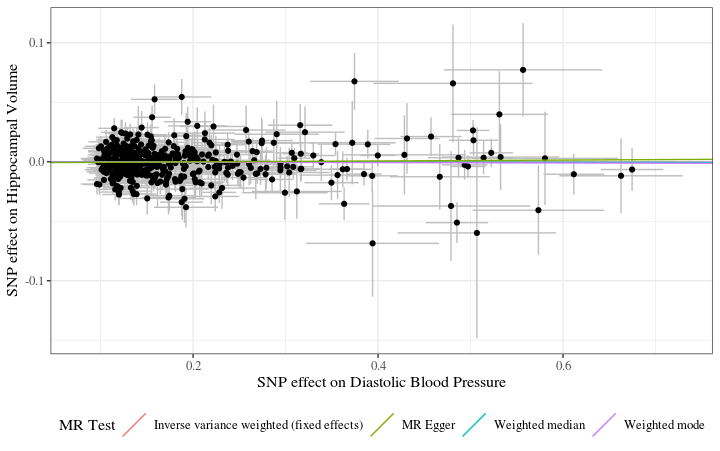 SNP effect on Hippocampal Volume
0.1
0.0
-0.1
0.2 0.4 0.6
SNP effect on Diastolic Blood Pressure
MR Test Inverse variance weighted (fixed effects) MR Egger Weighted median Weighted mode